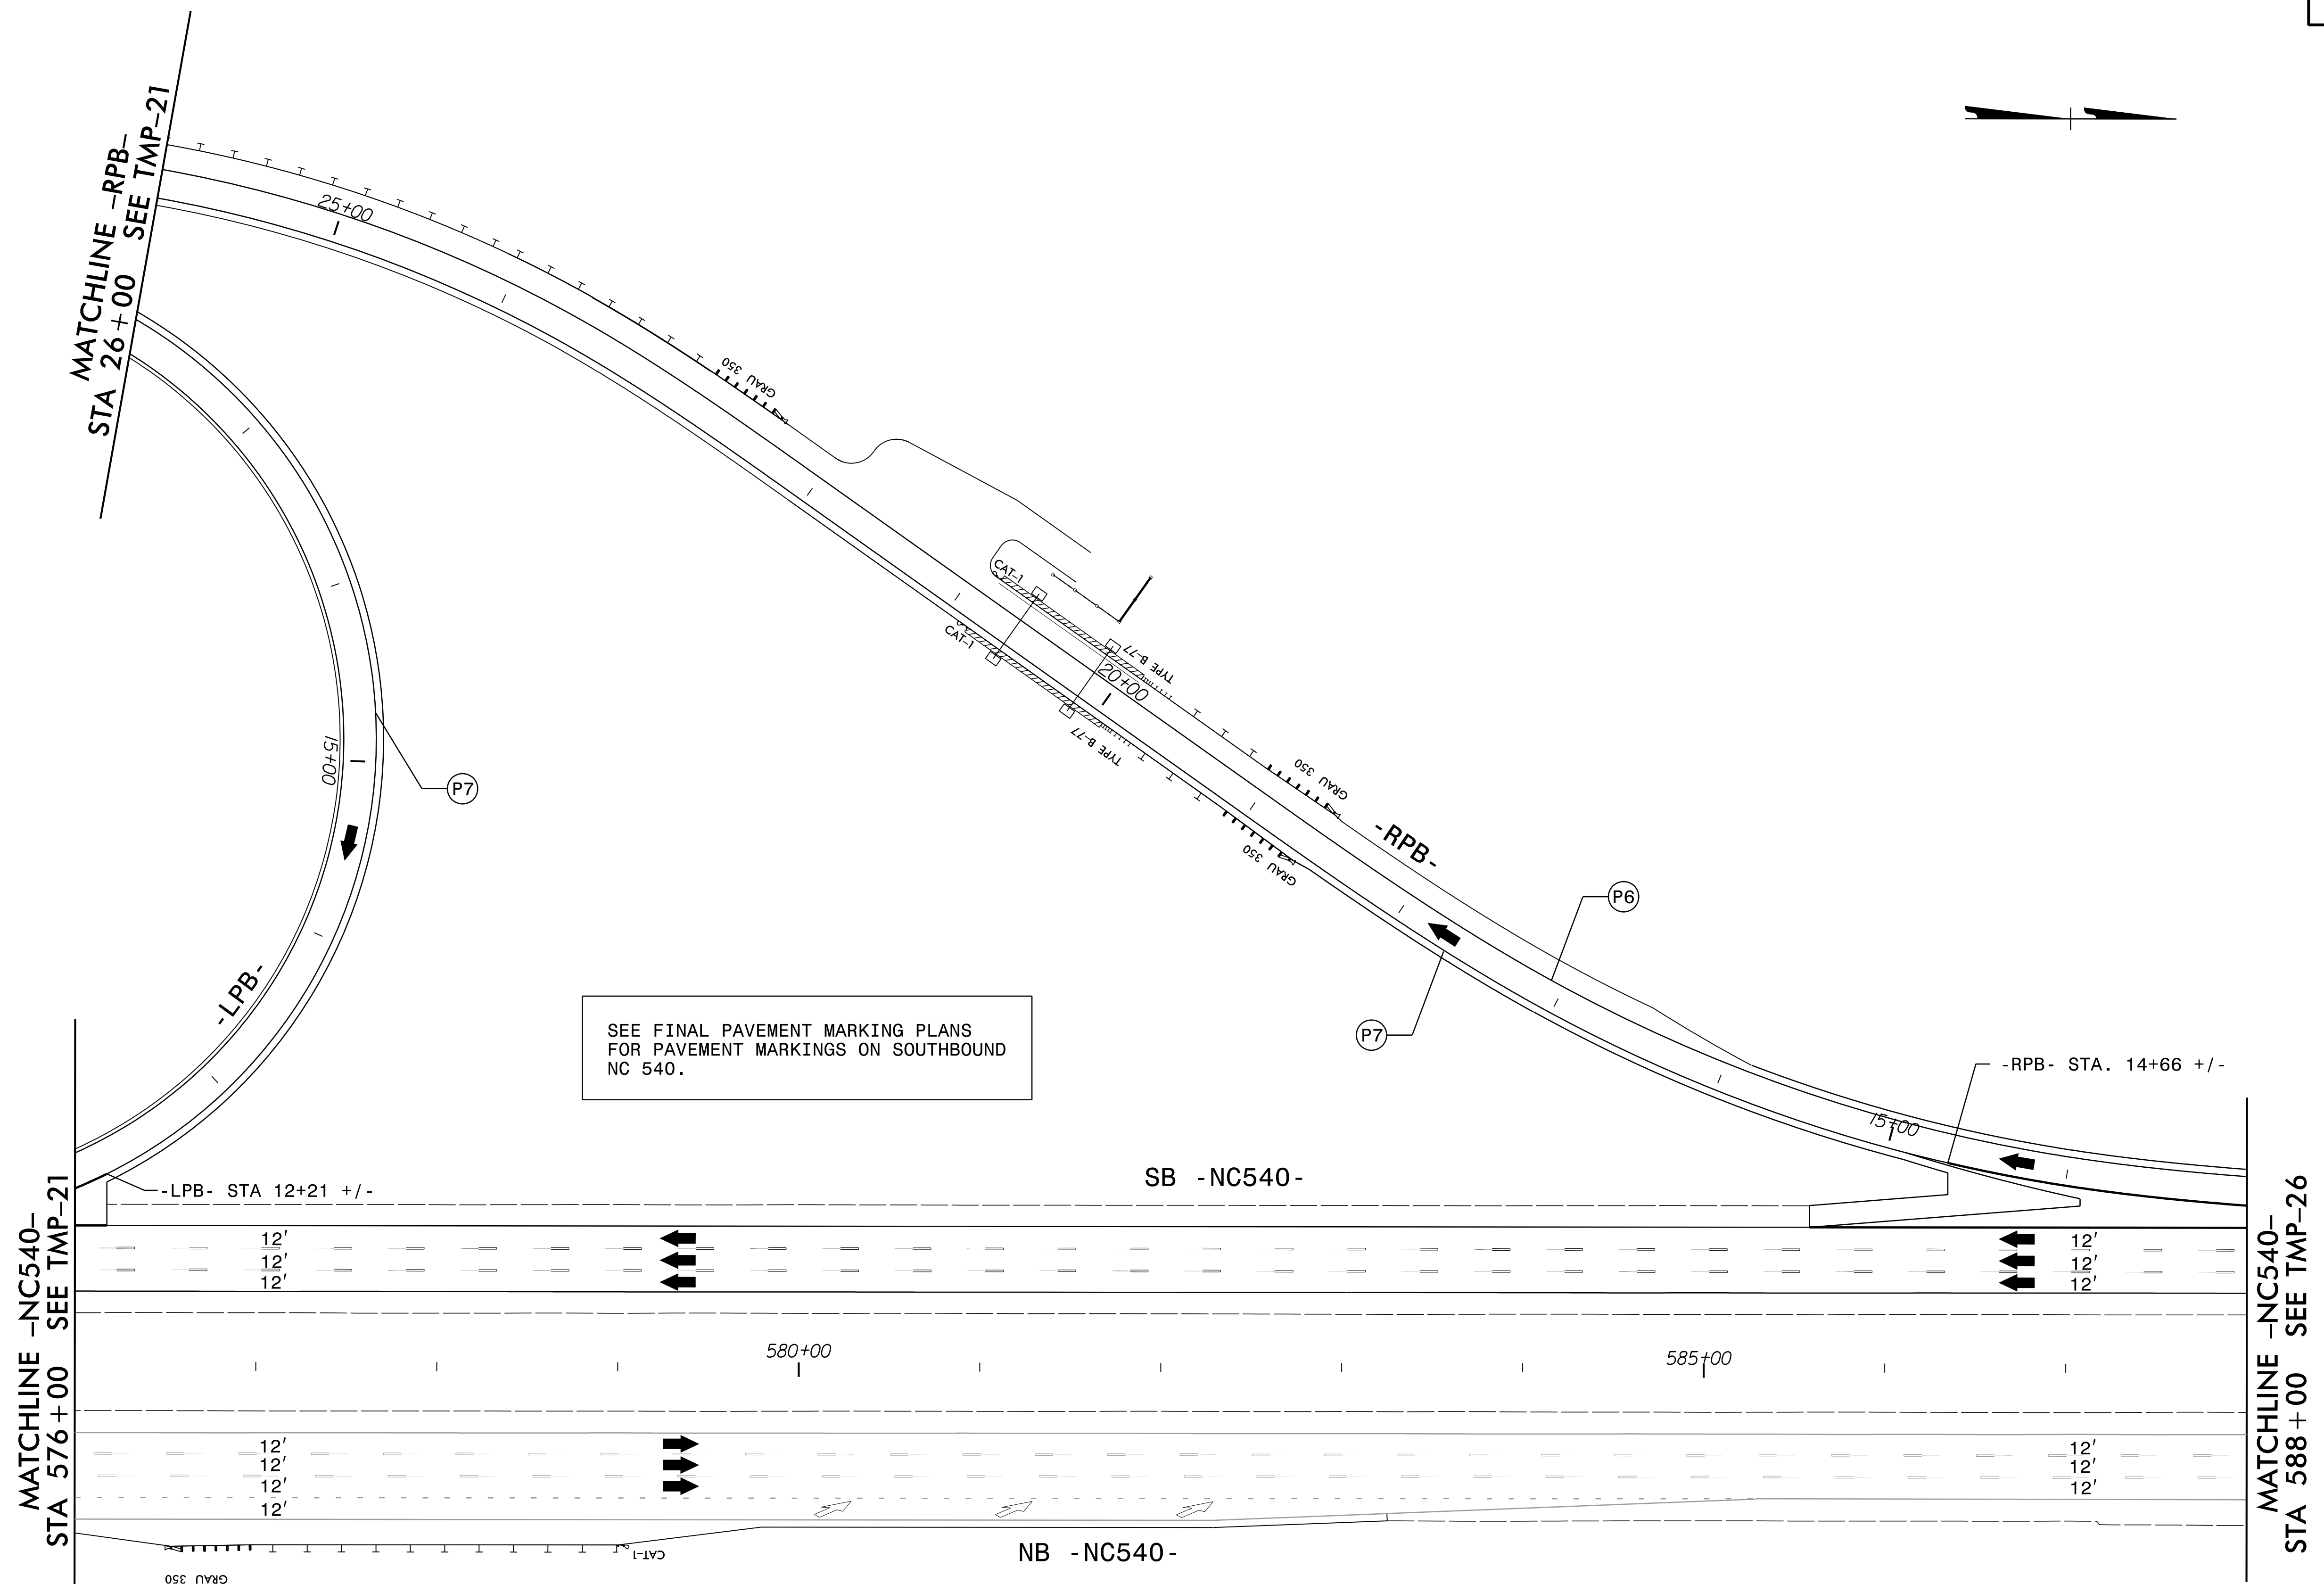 MATCHLINE -RPB-
STA 26+00 SEE TMP-21
25+00
GRAU 350
CAT-1
CAT-1
TYPE B-77
20+00
TYPE B-77
15+00
P7
GRAU 350
GRAU 350
-RPB-
P6
P7
-LPB-
SEE FINAL PAVEMENT MARKING PLANS
FOR PAVEMENT MARKINGS ON SOUTHBOUND
NC 540.
-RPB- STA. 14+66 +/-
15+00
SB -NC540-
-LPB- STA 12+21 +/-
12'
12'
12'
12'
12'
12'
MATCHLINE -NC540-
STA 576+00 SEE TMP-21
580+00
585+00
MATCHLINE -NC540-
STA 588+00 SEE TMP-26
12'
12'
12'
12'
12'
12'
12'
CAT-1
NB -NC540-
GRAU 350